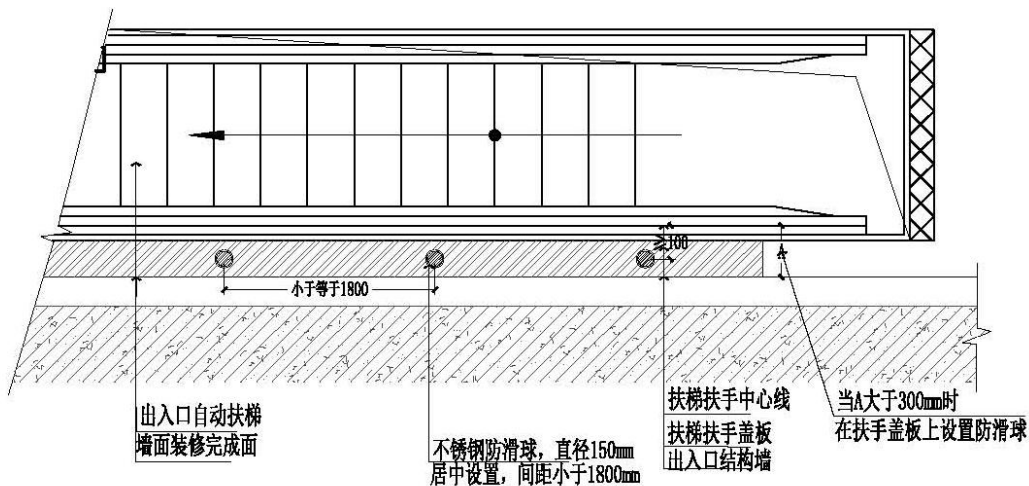 ≥100
A
小于等于1800
出入口自动扶梯
墙面装修完成面
不锈钢防滑球，直径150mm
居中设置，间距小于1800mm
扶梯扶手中心线
扶梯扶手盖板
出入口结构墙
当A大于300mm时
在扶手盖板上设置防滑球